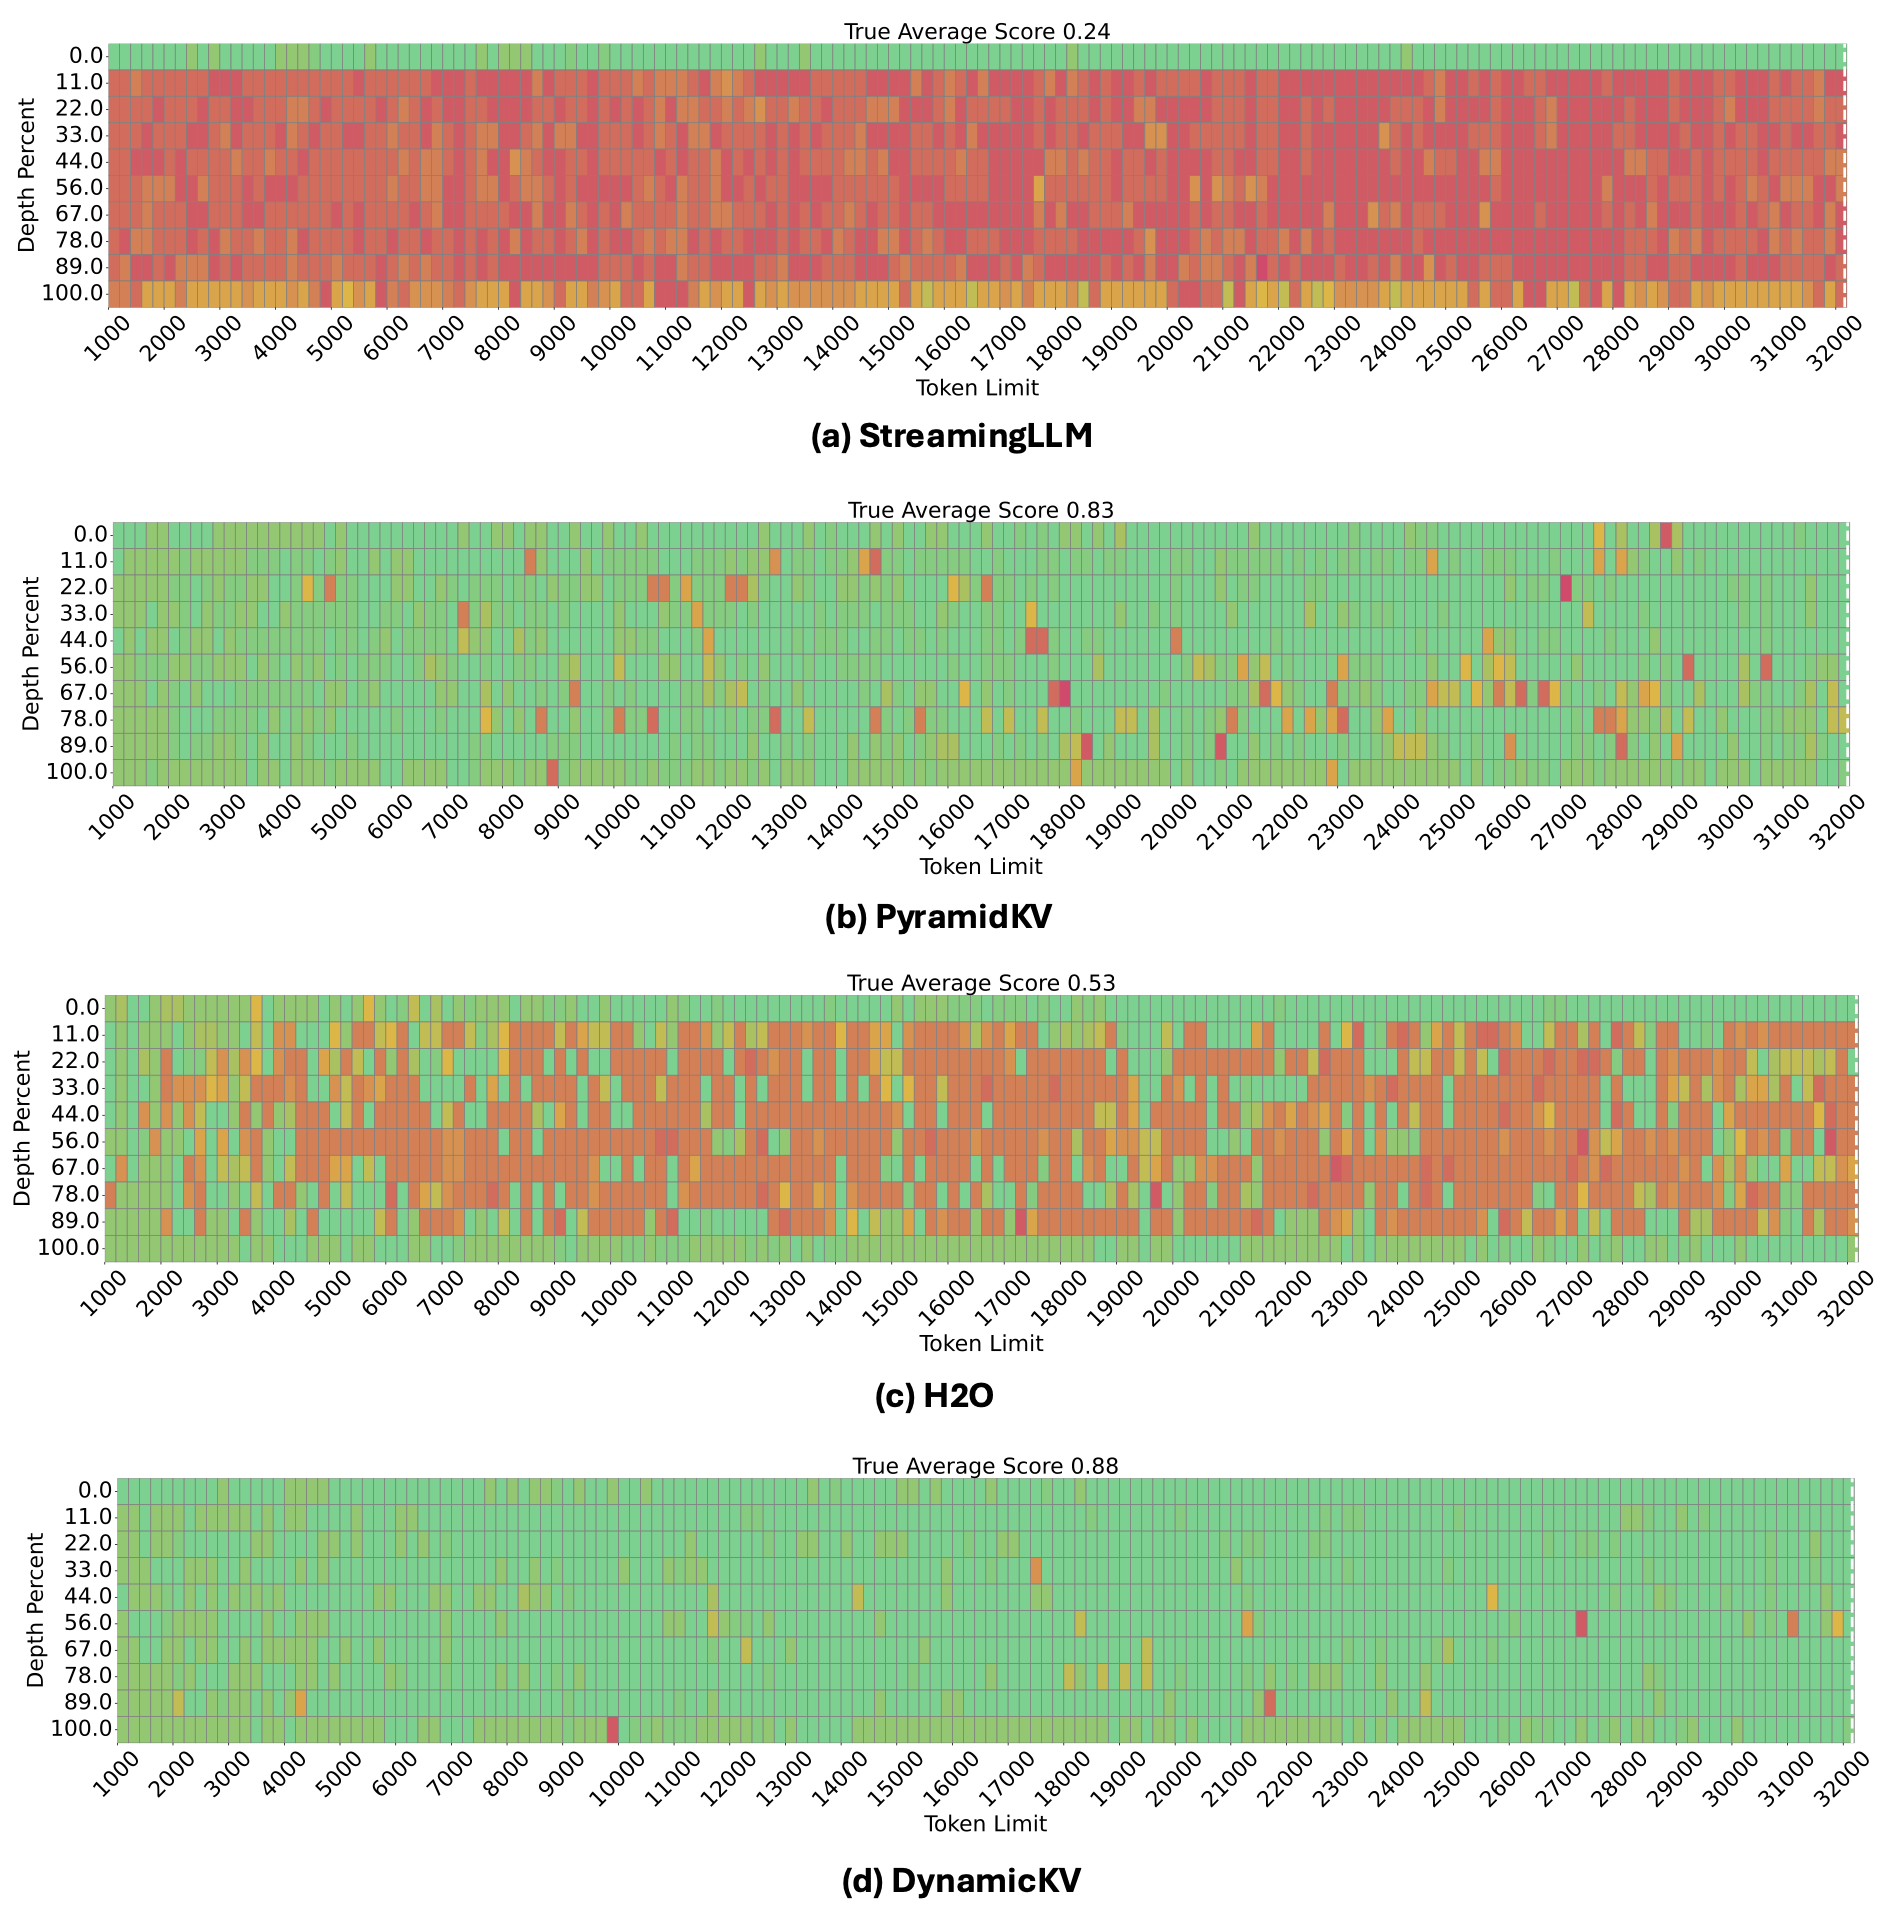 True Average Score 0.24
Depth Percent
0.0
11.0
22.0
33.0
44.0
56.0
67.0
78.0
89.0
100.0
1000 2000 3000 4000 5000 6000 7000 8000 9000 10000 11000 12000 13000 14000 15000 16000 17000 18000 19000 20000 21000 22000 23000 24000 25000 26000 27000 28000 29000 30000 31000 32000
Token Limit
(a) StreamingLLM
True Average Score 0.83
Depth Percent
0.0
11.0
22.0
33.0
44.0
56.0
67.0
78.0
89.0
100.0
1000 2000 3000 4000 5000 6000 7000 8000 9000 10000 11000 12000 13000 14000 15000 16000 17000 18000 19000 20000 21000 22000 23000 24000 25000 26000 27000 28000 29000 30000 31000 32000
Token Limit
(b) PyramidKV
True Average Score 0.53
Depth Percent
0.0
11.0
22.0
33.0
44.0
56.0
67.0
78.0
89.0
100.0
1000 2000 3000 4000 5000 6000 7000 8000 9000 10000 11000 12000 13000 14000 15000 16000 17000 18000 19000 20000 21000 22000 23000 24000 25000 26000 27000 28000 29000 30000 31000 32000
Token Limit
(c) H2O
True Average Score 0.88
Depth Percent
0.0
11.0
22.0
33.0
44.0
56.0
67.0
78.0
89.0
100.0
1000 2000 3000 4000 5000 6000 7000 8000 9000 10000 11000 12000 13000 14000 15000 16000 17000 18000 19000 20000 21000 22000 23000 24000 25000 26000 27000 28000 29000 30000 31000 32000
Token Limit
(d) DynamicKV